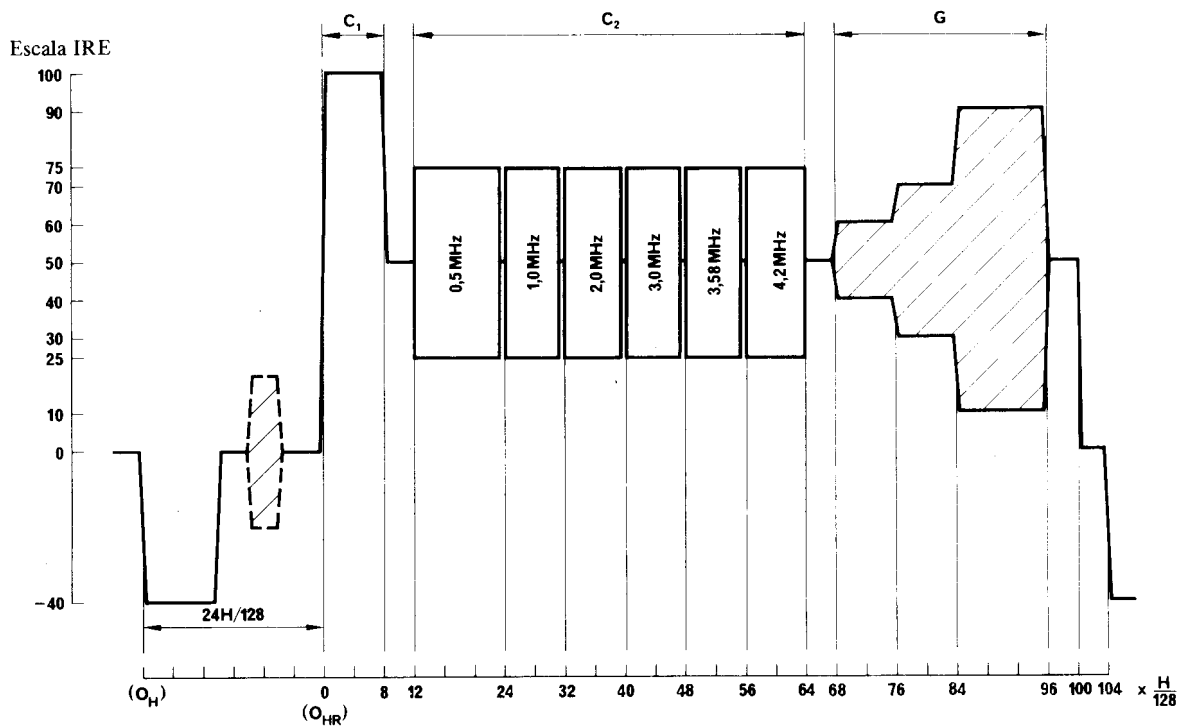 C₁ C₂ G
Escala IRE
100
90
75
70
60
50
40
30
25
10
0
−40
0,5 MHz
1,0 MHz
2,0 MHz
3,0 MHz
3,58 MHz
4,2 MHz
24H/128
(O_H) 0 8 12 24 32 40 48 56 64 68 76 84 96 100 104 × H/128
(O_HR)